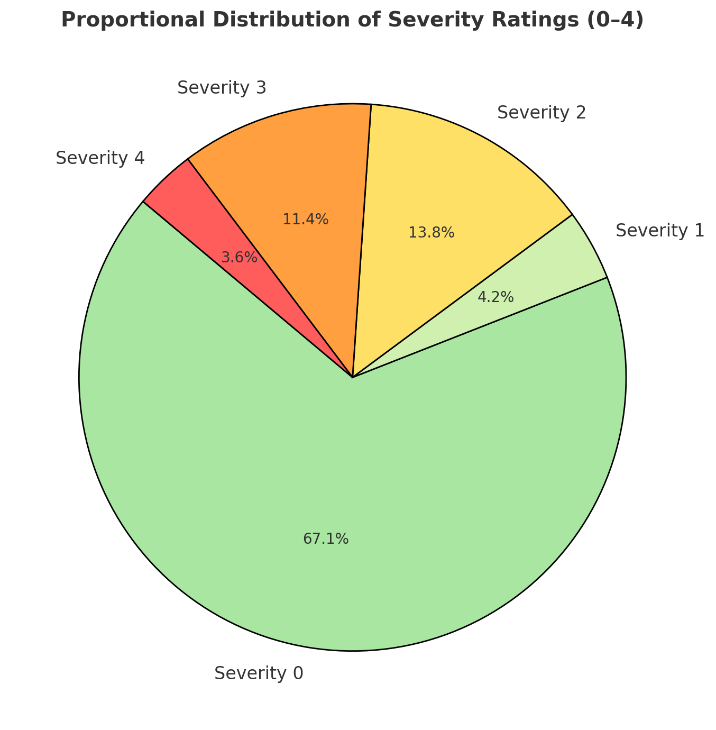 Proportional Distribution of Severity Ratings (0–4)
Severity 3
Severity 2
Severity 4
Severity 1
11.4%
13.8%
3.6%
4.2%
67.1%
Severity 0